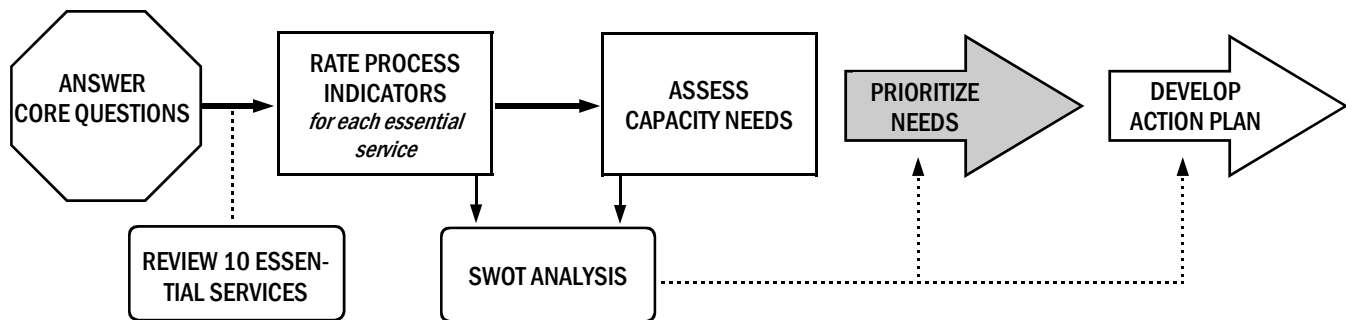 ANSWER
CORE QUESTIONS
RATE PROCESS
INDICATORS
for each essential
service
ASSESS
CAPACITY NEEDS
PRIORITIZE
NEEDS
DEVELOP
ACTION PLAN
REVIEW 10 ESSEN-
TIAL SERVICES
SWOT ANALYSIS